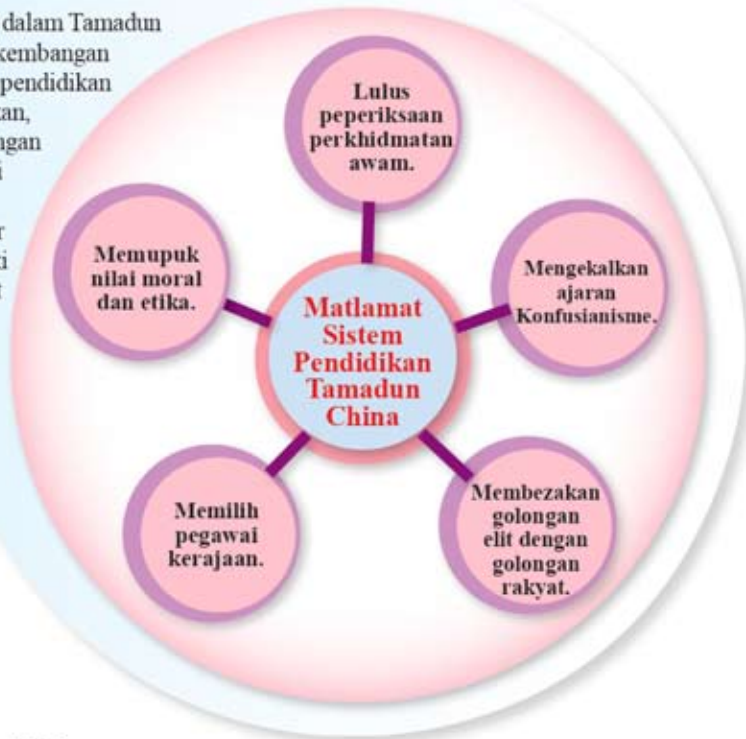 dalam Tamadun
kembangan
pendidikan
Lulus
peperiksaan
perkhidmatan
awam.
Mengekalkan
ajaran
Konfusianisme.
Membezakan
golongan
elit dengan
golongan
rakyat.
Memilih
pegawai
kerajaan.
Memupuk
nilai moral
dan etika.
Matlamat
Sistem
Pendidikan
Tamadun
China